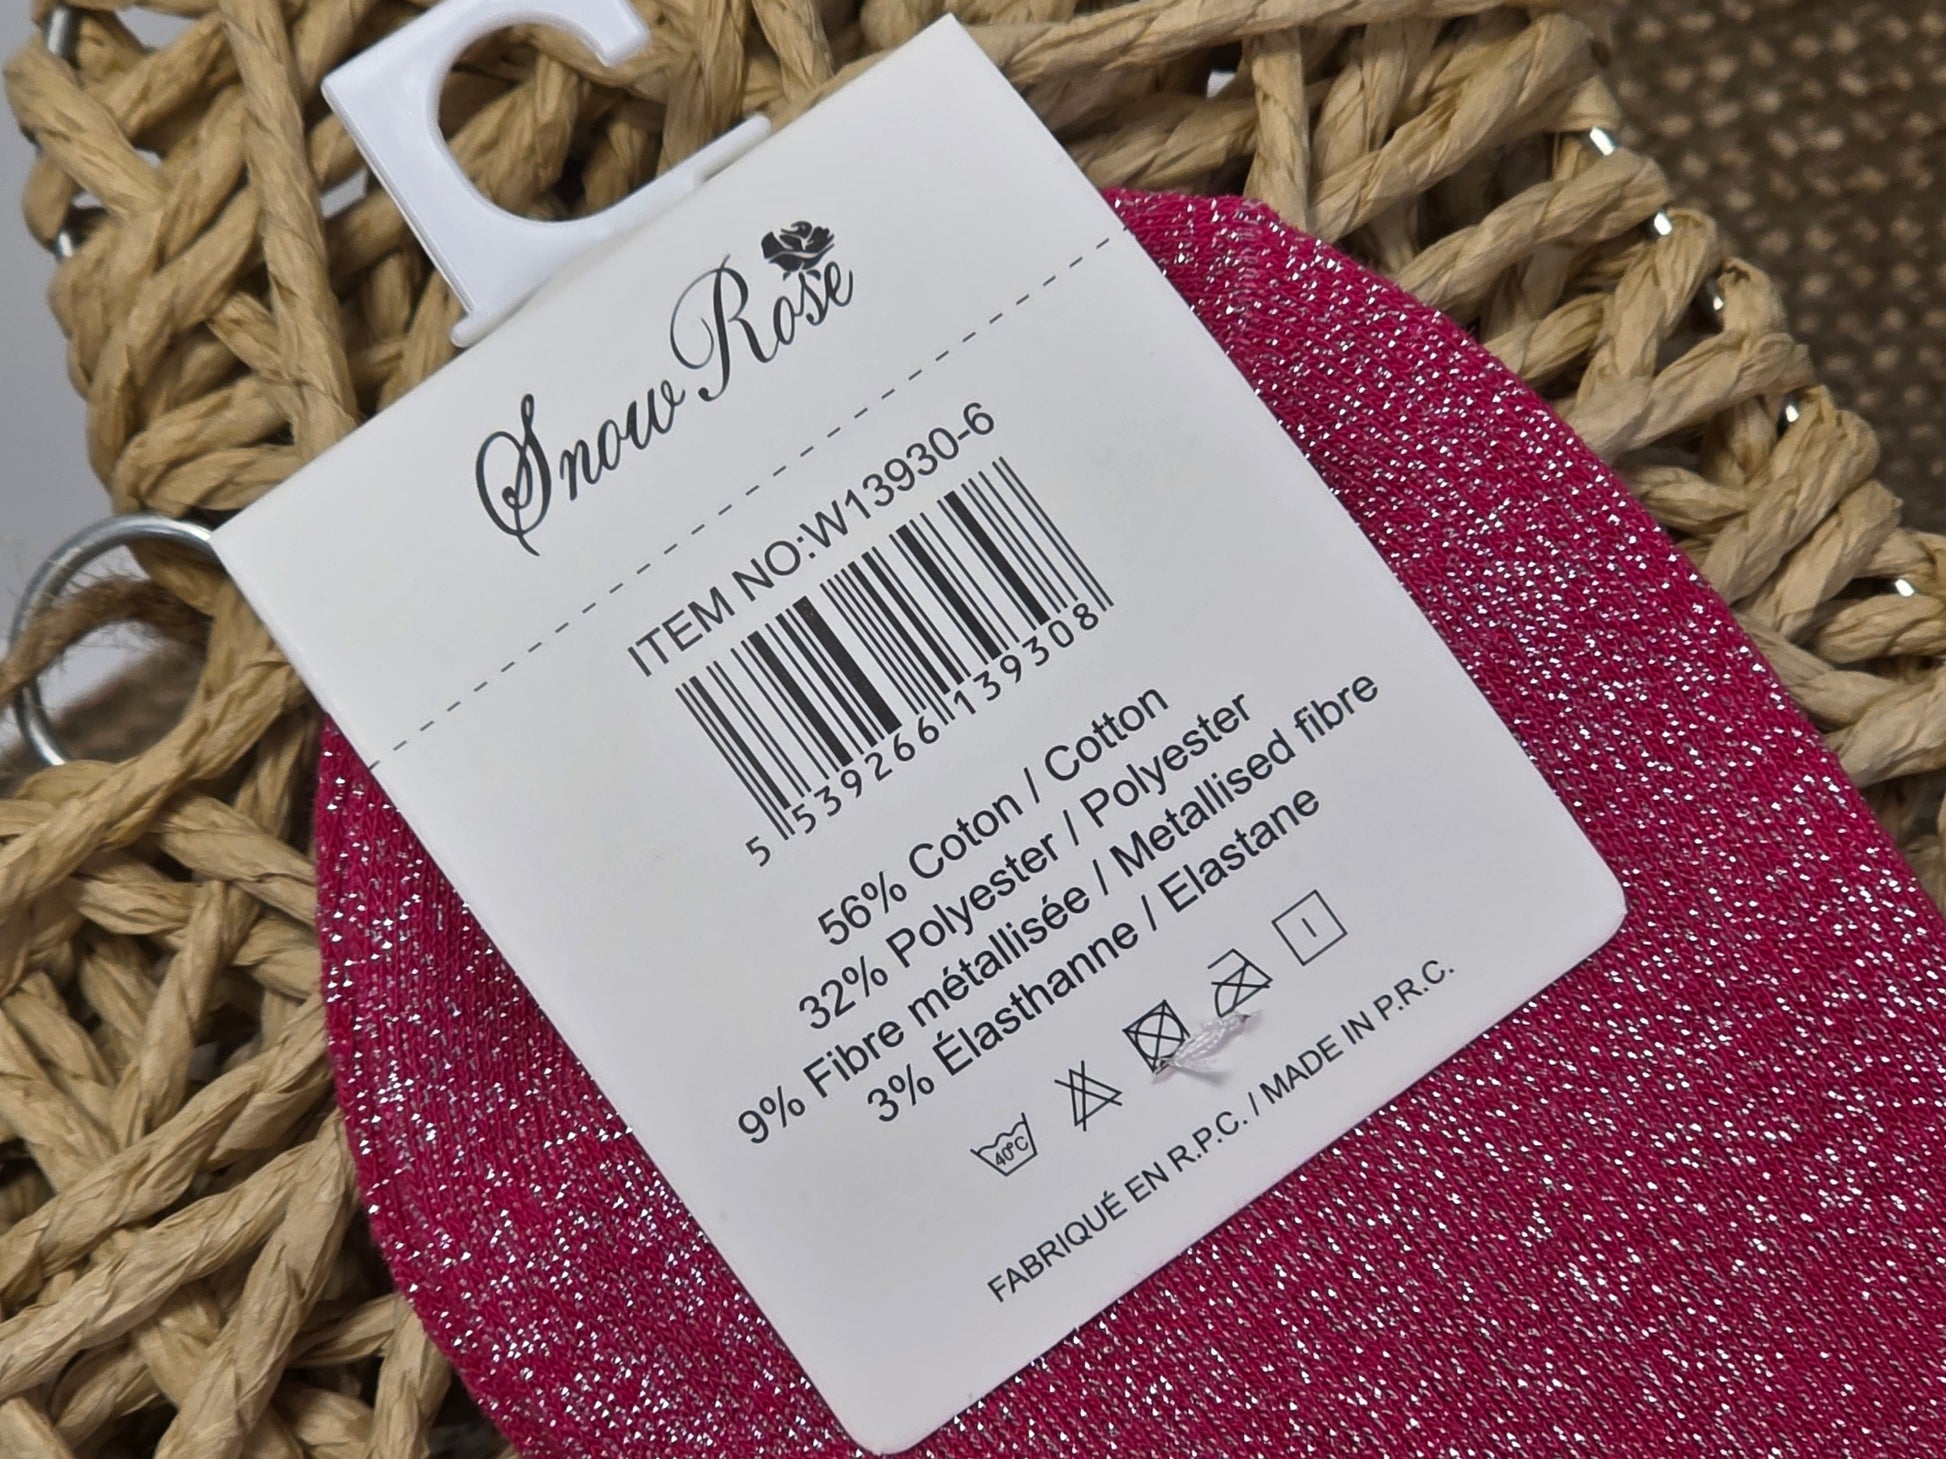 Snow Rose
ITEM NO:W13930-6
5 539266 139308
56% Coton / Cotton
32% Polyester / Polyester
9% Fibre métallisée / Metallised fibre
3% Élasthanne / Elastane
40°C
I
FABRIQUÉ EN R.P.C. / MADE IN P.R.C.